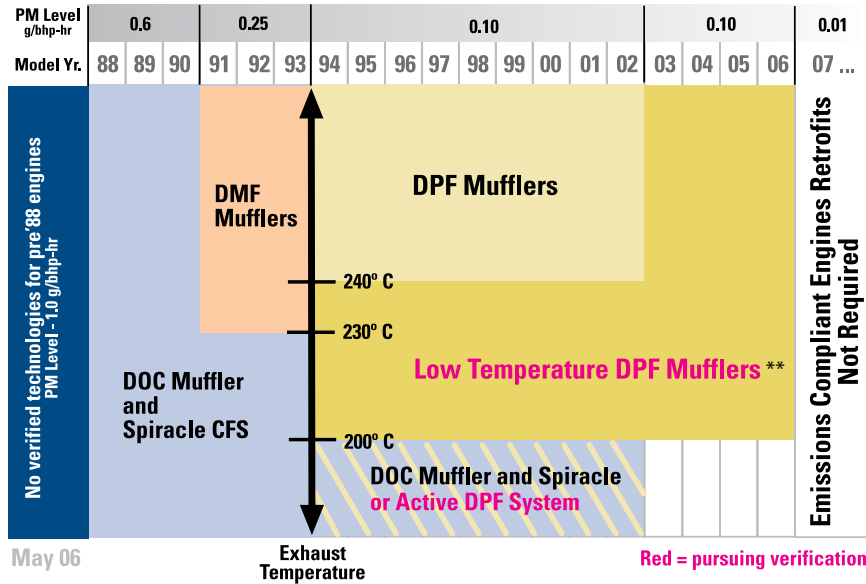 PM Level
g/bhp-hr
0.6
0.25
0.10
0.10
0.01
Model Yr.
88 89 90 91 92 93 94 95 96 97 98 99 00 01 02 03 04 05 06 07 ...
No verified technologies for pre'88 engines
PM Level - 1.0 g/bhp-hr
DMF
Mufflers
DPF Mufflers
240º C
230º C
Low Temperature DPF Mufflers **
DOC Muffler
and
Spiracle CFS
200º C
DOC Muffler and Spiracle
or Active DPF System
Emissions Compliant Engines Retrofits
Not Required
May 06
Exhaust
Temperature
Red = pursuing verification